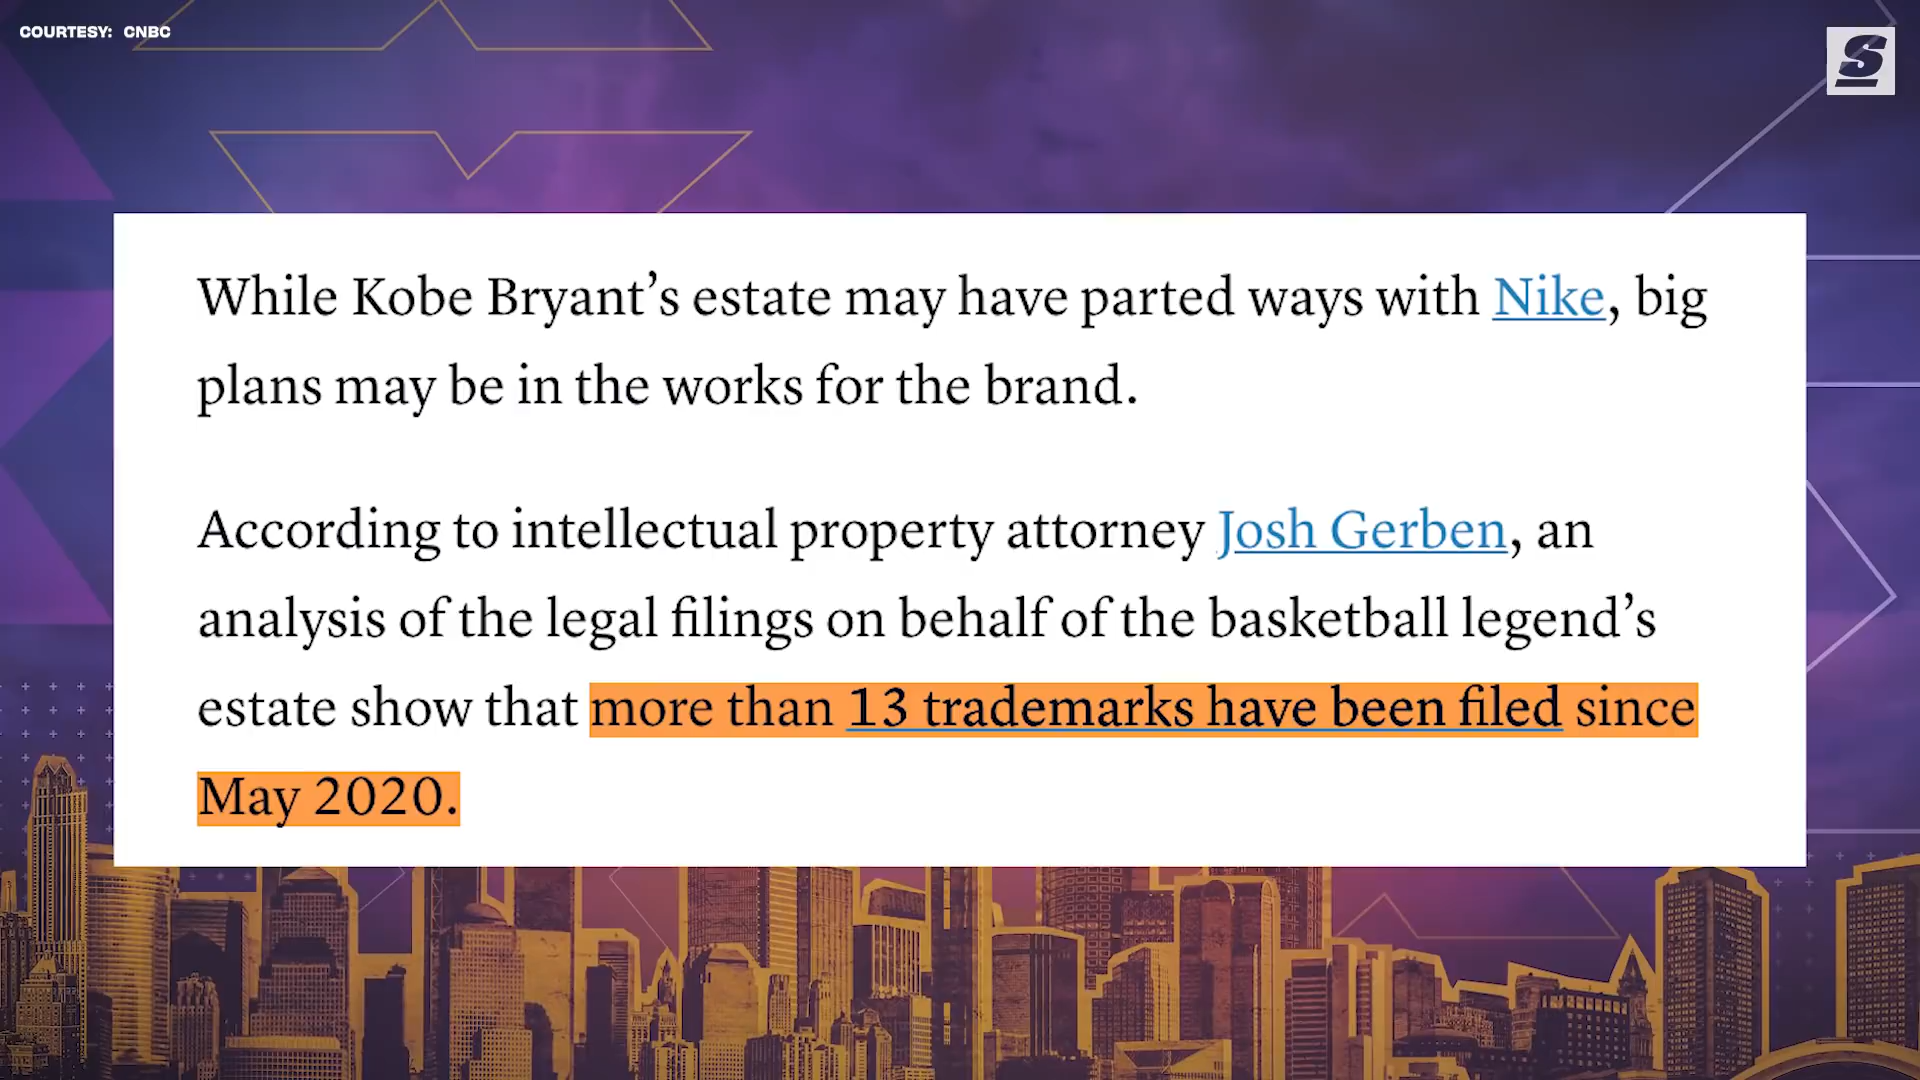 COURTESY: CNBC
S
While Kobe Bryant’s estate may have parted ways with Nike, big
plans may be in the works for the brand.
According to intellectual property attorney Josh Gerben, an
analysis of the legal filings on behalf of the basketball legend’s
estate show that more than 13 trademarks have been filed since
May 2020.